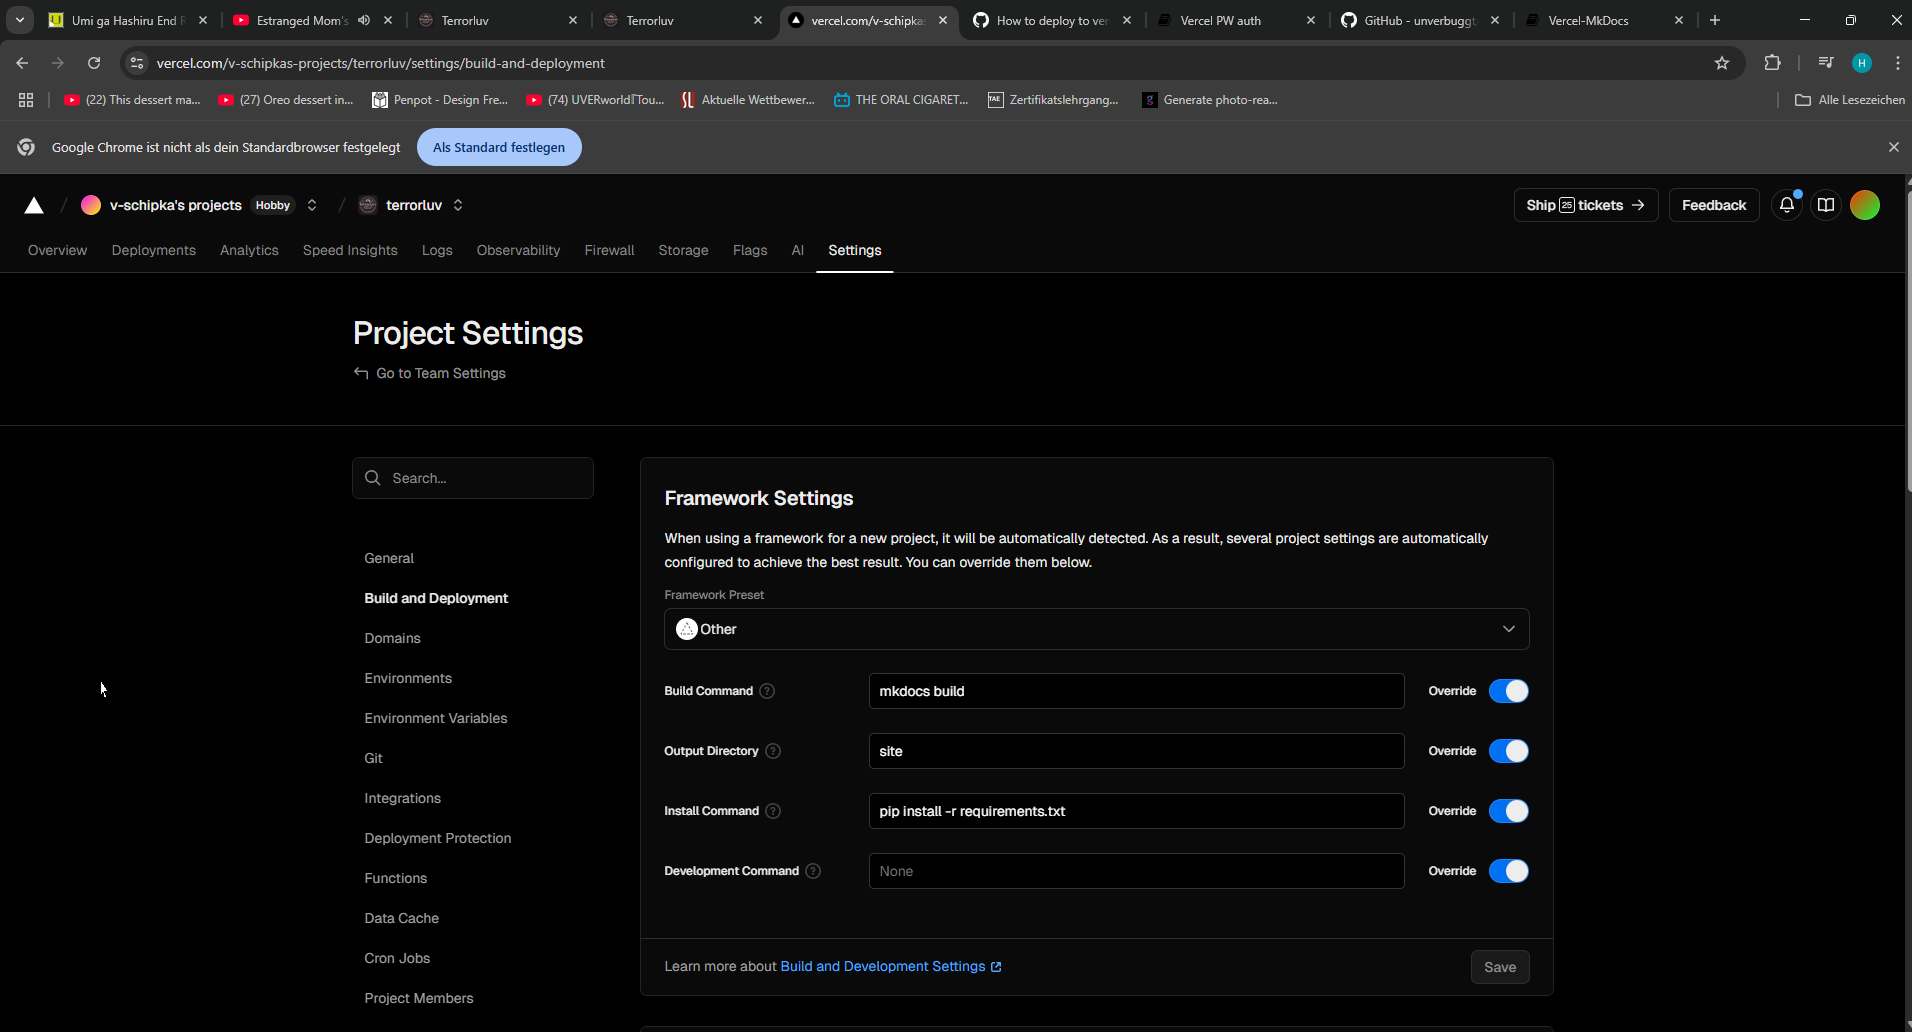 Umi ga Hashiru End R
Estranged Mom's
Terrorluv
Terrorluv
vercel.com/v-schipkas
How to deploy to ver
Vercel PW auth
GitHub - unverbuggt
Vercel-MkDocs
vercel.com/v-schipkas-projects/terrorluv/settings/build-and-deployment
H
(22) This dessert ma...
(27) Oreo dessert in...
Penpot - Design Fre...
(74) UVERworld『Tou...
Aktuelle Wettbewer...
THE ORAL CIGARET...
TAE
Zertifikatslehrgang...
g
Generate photo-rea...
Alle Lesezeichen
Google Chrome ist nicht als dein Standardbrowser festgelegt
Als Standard festlegen
v-schipka's projects Hobby
terrorluv
Ship 25 tickets →
Feedback
Overview
Deployments
Analytics
Speed Insights
Logs
Observability
Firewall
Storage
Flags
AI
Settings
Project Settings
Go to Team Settings
Search...
General
Build and Deployment
Domains
Environments
Environment Variables
Git
Integrations
Deployment Protection
Functions
Data Cache
Cron Jobs
Project Members
Framework Settings
When using a framework for a new project, it will be automatically detected. As a result, several project settings are automatically
configured to achieve the best result. You can override them below.
Framework Preset
Other
Build Command ? mkdocs build Override
Output Directory ? site Override
Install Command ? pip install -r requirements.txt Override
Development Command ? None Override
Learn more about Build and Development Settings
Save